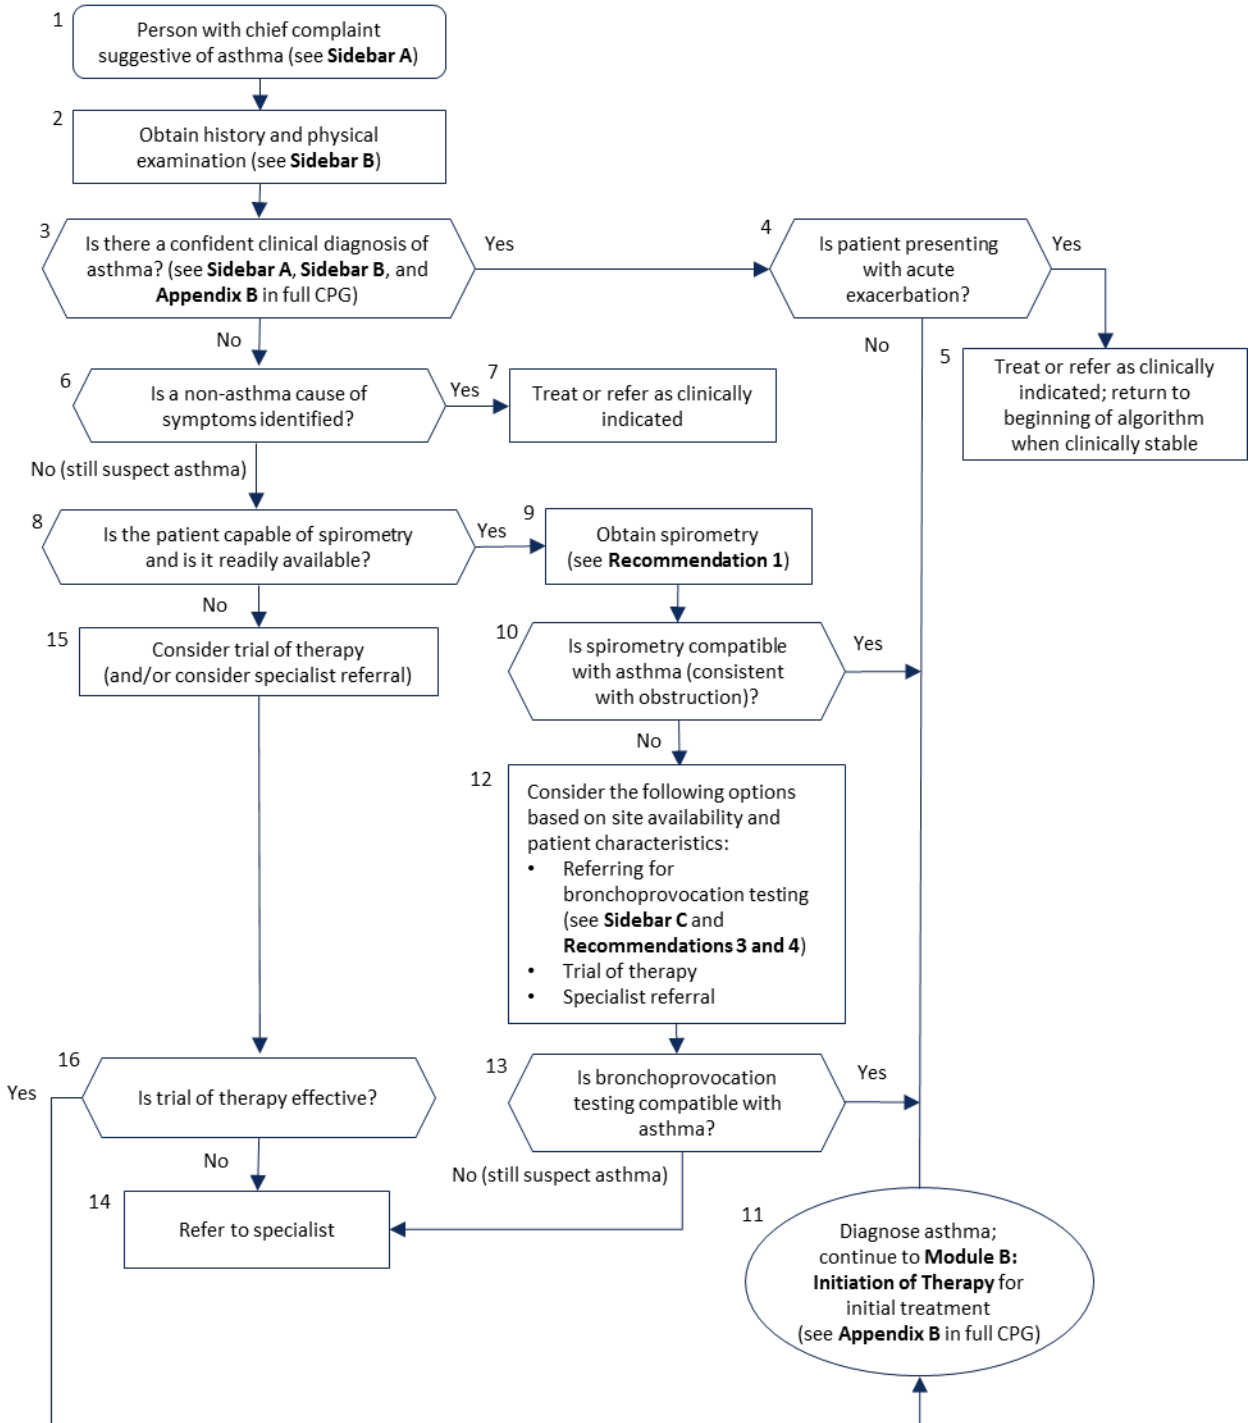 1
Person with chief complaint
suggestive of asthma (see Sidebar A)
2
Obtain history and physical
examination (see Sidebar B)
3
Is there a confident clinical diagnosis of
asthma? (see Sidebar A, Sidebar B, and
Appendix B in full CPG)
Yes
No
4
Is patient presenting
with acute
exacerbation?
Yes
No
5
Treat or refer as clinically
indicated; return to
beginning of algorithm
when clinically stable
6
Is a non-asthma cause of
symptoms identified?
Yes
No (still suspect asthma)
7
Treat or refer as clinically
indicated
8
Is the patient capable of spirometry
and is it readily available?
Yes
No
9
Obtain spirometry
(see Recommendation 1)
10
Is spirometry compatible
with asthma (consistent
with obstruction)?
Yes
No
15
Consider trial of therapy
(and/or consider specialist referral)
12
Consider the following options
based on site availability and
patient characteristics:
• Referring for
bronchoprovocation testing
(see Sidebar C and
Recommendations 3 and 4)
• Trial of therapy
• Specialist referral
16
Is trial of therapy effective?
Yes
No
13
Is bronchoprovocation
testing compatible with
asthma?
Yes
No (still suspect asthma)
14
Refer to specialist
11
Diagnose asthma;
continue to Module B:
Initiation of Therapy for
initial treatment
(see Appendix B in full CPG)